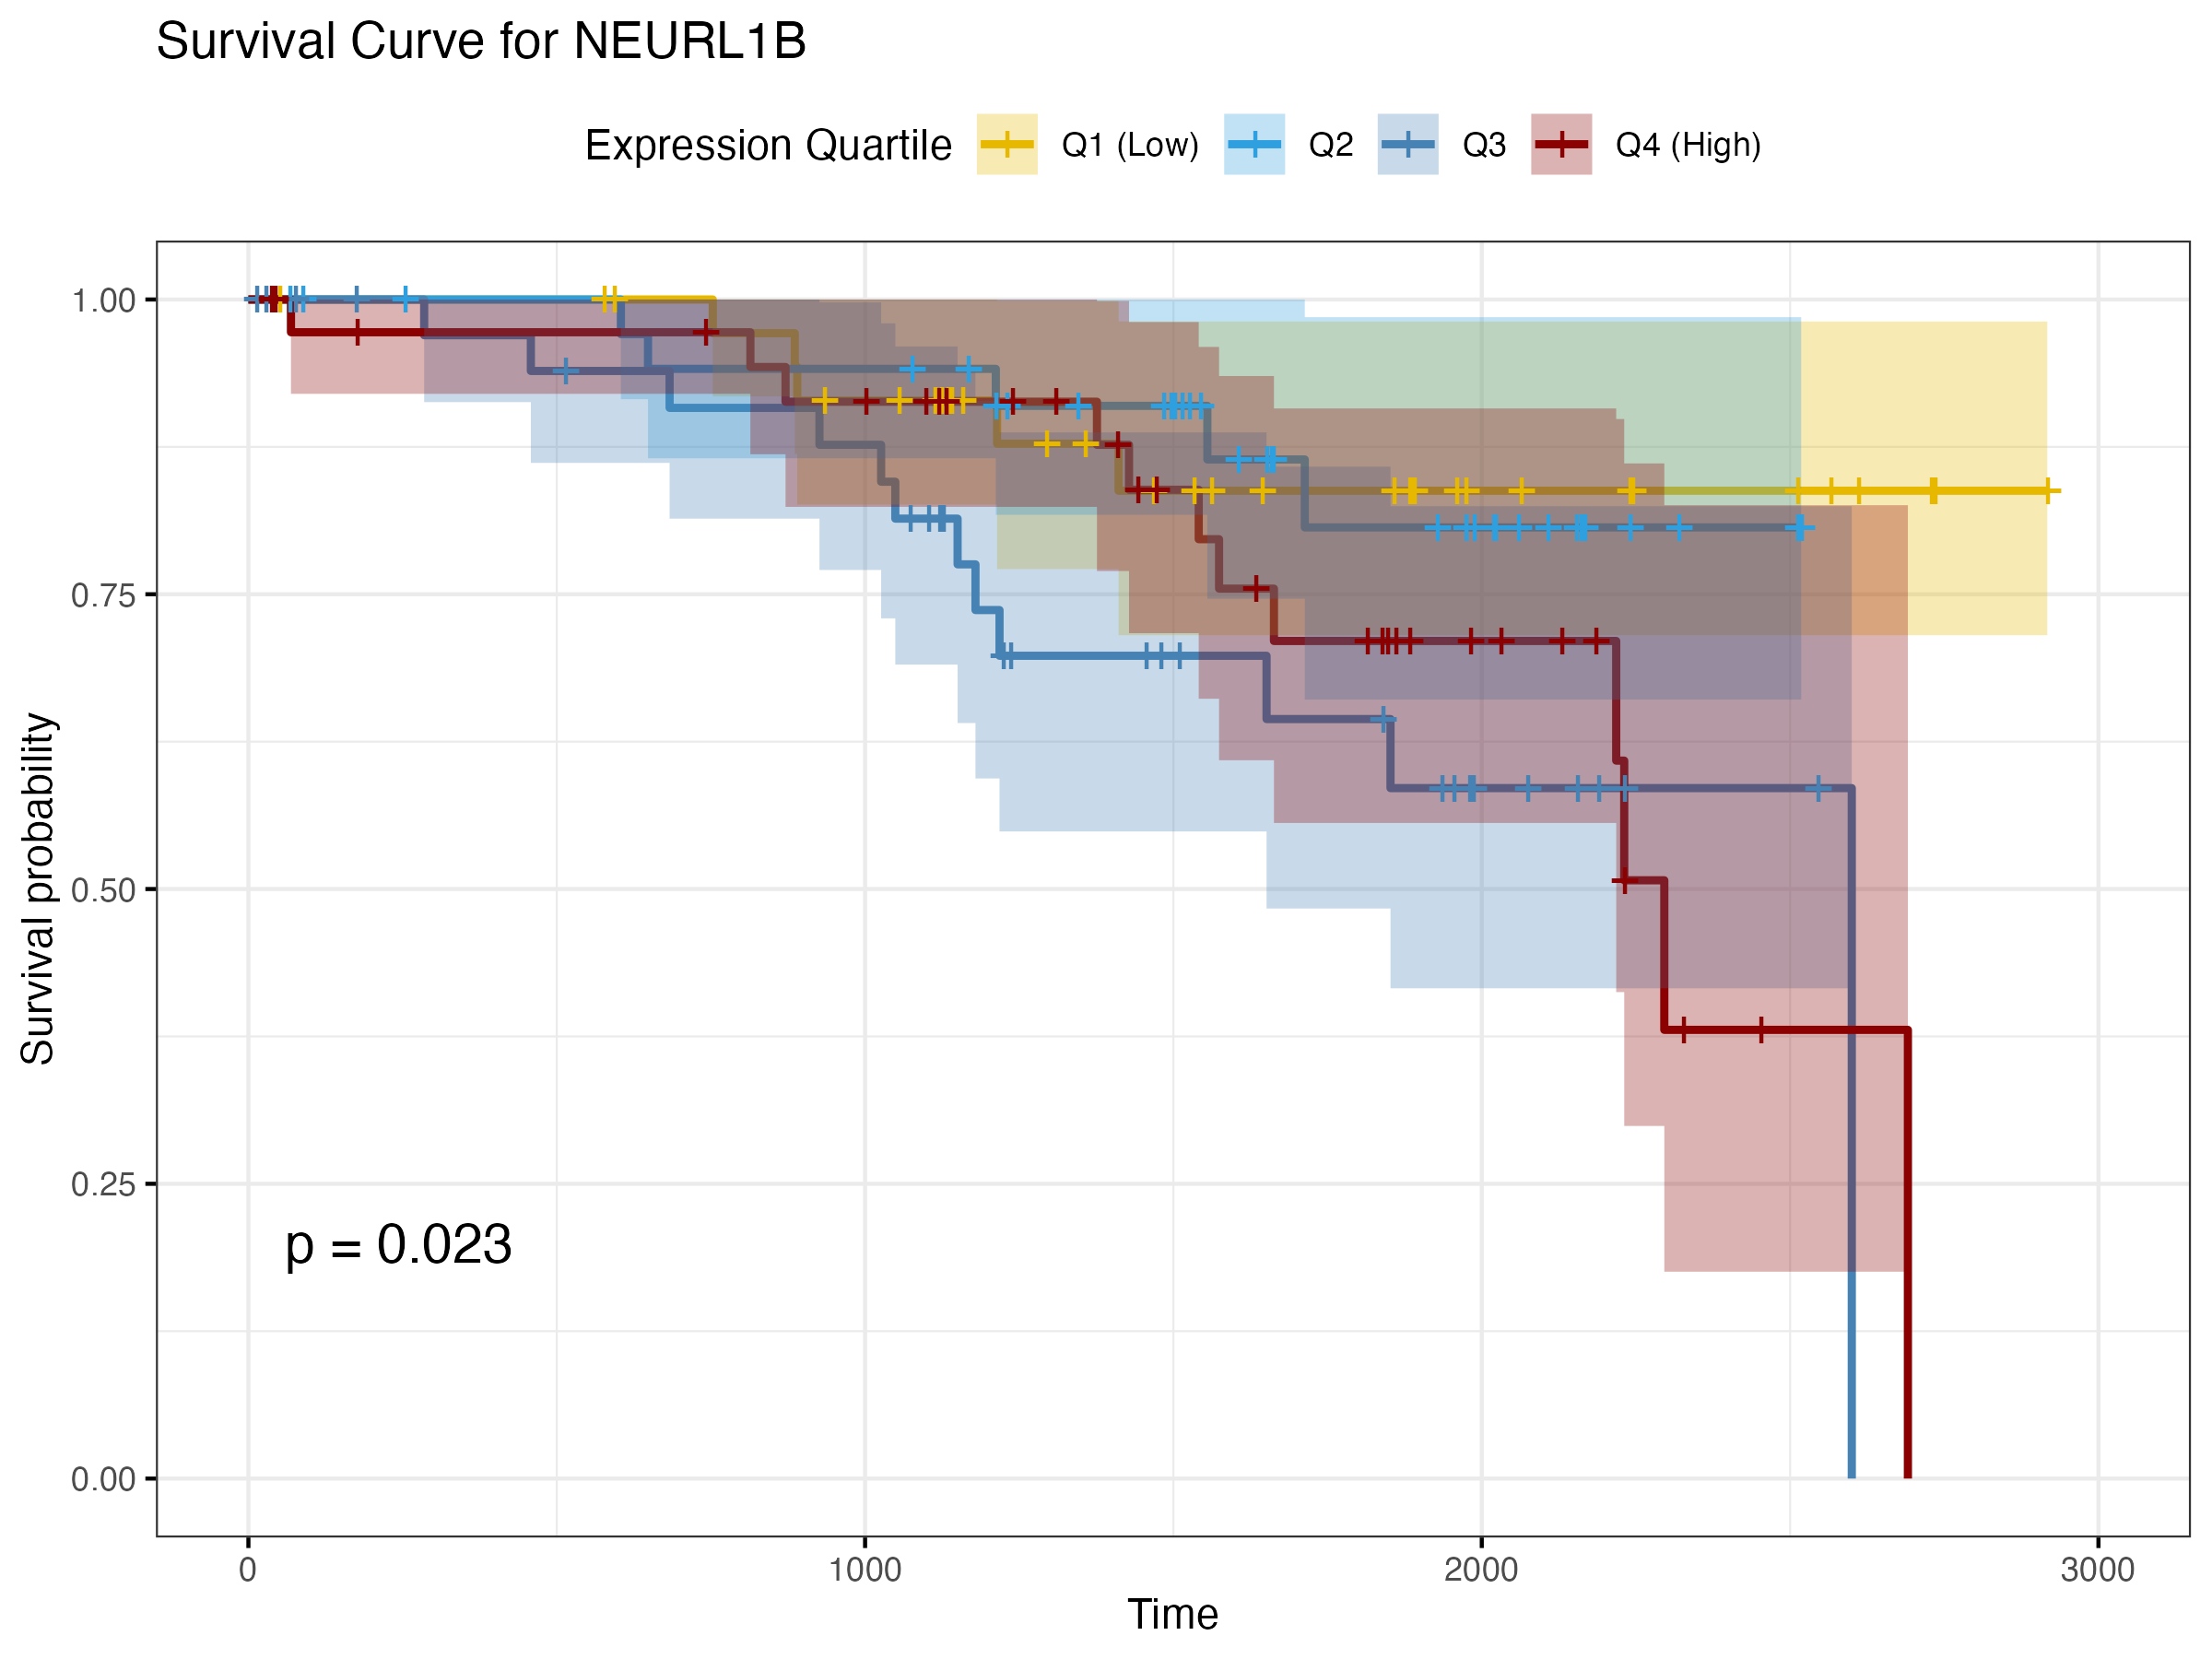 Survival Curve for NEURL1B
Expression Quartile Q1 (Low) Q2 Q3 Q4 (High)
1.00
0.75
0.50
0.25
0.00
Survival probability
p = 0.023
0 1000 2000 3000
Time